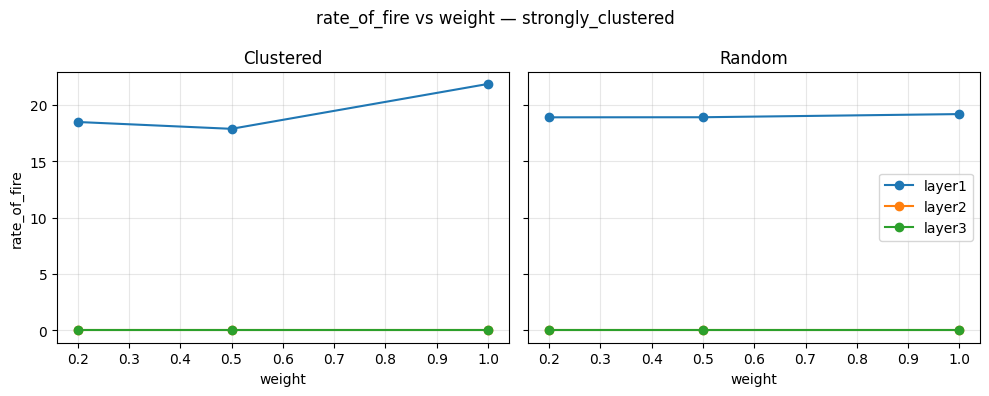 rate_of_fire vs weight — strongly_clustered
Clustered
Random
rate_of_fire
20
15
10
5
0
layer1
layer2
layer3
0.2 0.3 0.4 0.5 0.6 0.7 0.8 0.9 1.0
0.2 0.3 0.4 0.5 0.6 0.7 0.8 0.9 1.0
weight
weight